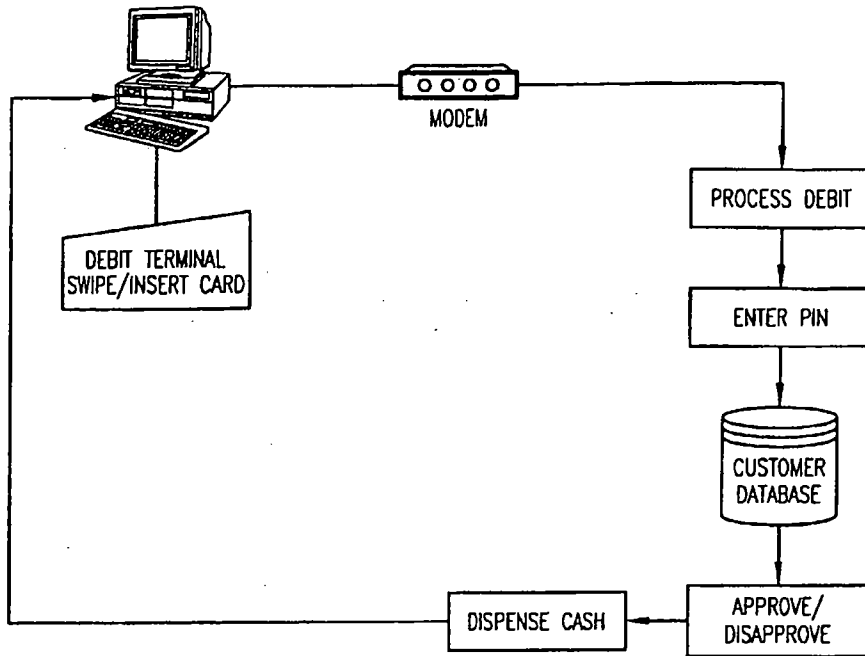 MODEM
DEBIT TERMINAL
SWIPE/INSERT CARD
PROCESS DEBIT
ENTER PIN
CUSTOMER
DATABASE
APPROVE/
DISAPPROVE
DISPENSE CASH